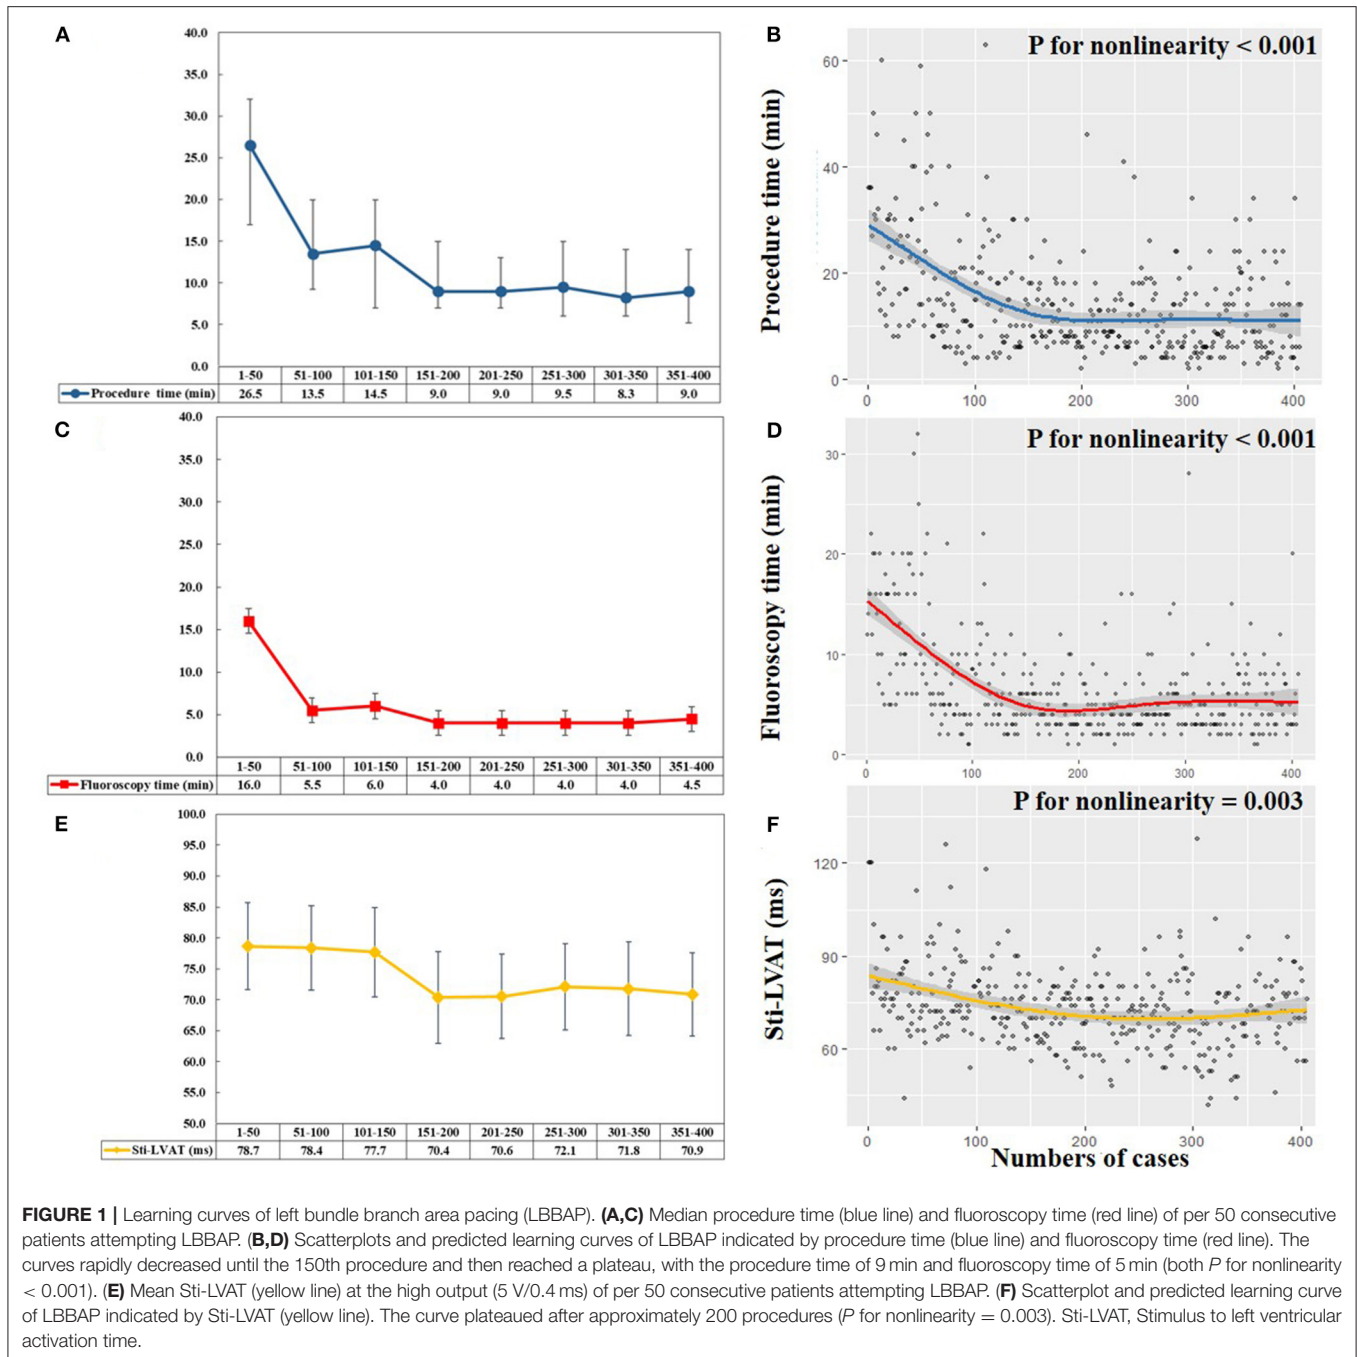 A
40.0
35.0
30.0
25.0
20.0
15.0
10.0
5.0
0.0
1-50 51-100 101-150 151-200 201-250 251-300 301-350 351-400
Procedure time (min) 26.5 13.5 14.5 9.0 9.0 9.5 8.3 9.0
B
P for nonlinearity < 0.001
Procedure time (min)
60
40
20
0
0 100 200 300 400
C
40.0
35.0
30.0
25.0
20.0
15.0
10.0
5.0
0.0
1-50 51-100 101-150 151-200 201-250 251-300 301-350 351-400
Fluoroscopy time (min) 16.0 5.5 6.0 4.0 4.0 4.0 4.0 4.5
D
P for nonlinearity < 0.001
Fluoroscopy time (min)
30
20
10
0
0 100 200 300 400
E
100.0
95.0
90.0
85.0
80.0
75.0
70.0
65.0
60.0
55.0
50.0
1-50 51-100 101-150 151-200 201-250 251-300 301-350 351-400
Sti-LVAT (ms) 78.7 78.4 77.7 70.4 70.6 72.1 71.8 70.9
F
P for nonlinearity = 0.003
Sti-LVAT (ms)
120
90
60
0 100 200 300 400
Numbers of cases
FIGURE 1 | Learning curves of left bundle branch area pacing (LBBAP). (A,C) Median procedure time (blue line) and fluoroscopy time (red line) of per 50 consecutive
patients attempting LBBAP. (B,D) Scatterplots and predicted learning curves of LBBAP indicated by procedure time (blue line) and fluoroscopy time (red line). The
curves rapidly decreased until the 150th procedure and then reached a plateau, with the procedure time of 9 min and fluoroscopy time of 5 min (both P for nonlinearity
< 0.001). (E) Mean Sti-LVAT (yellow line) at the high output (5 V/0.4 ms) of per 50 consecutive patients attempting LBBAP. (F) Scatterplot and predicted learning curve
of LBBAP indicated by Sti-LVAT (yellow line). The curve plateaued after approximately 200 procedures (P for nonlinearity = 0.003). Sti-LVAT, Stimulus to left ventricular
activation time.